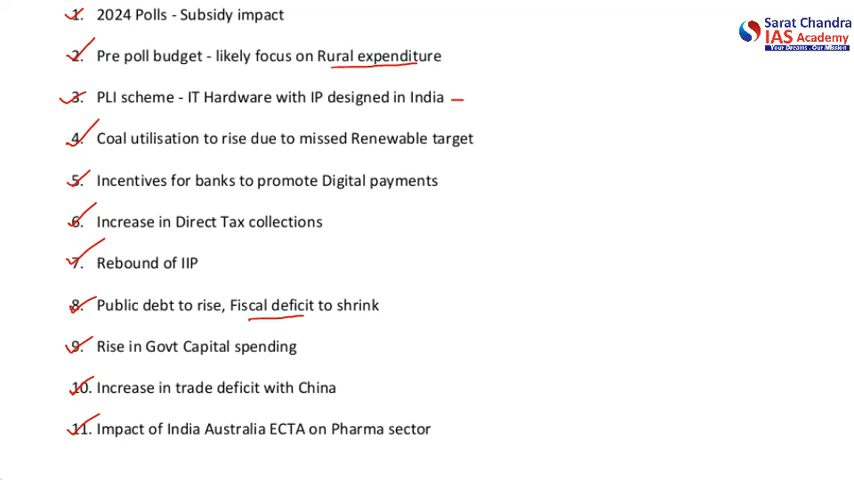 1. 2024 Polls - Subsidy impact
Sarat Chandra
IAS Academy
Your Dreams . Our Mission
2. Pre poll budget - likely focus on Rural expenditure
3. PLI scheme - IT Hardware with IP designed in India
4. Coal utilisation to rise due to missed Renewable target
5. Incentives for banks to promote Digital payments
6. Increase in Direct Tax collections
7. Rebound of IIP
8. Public debt to rise, Fiscal deficit to shrink
9. Rise in Govt Capital spending
10. Increase in trade deficit with China
11. Impact of India Australia ECTA on Pharma sector